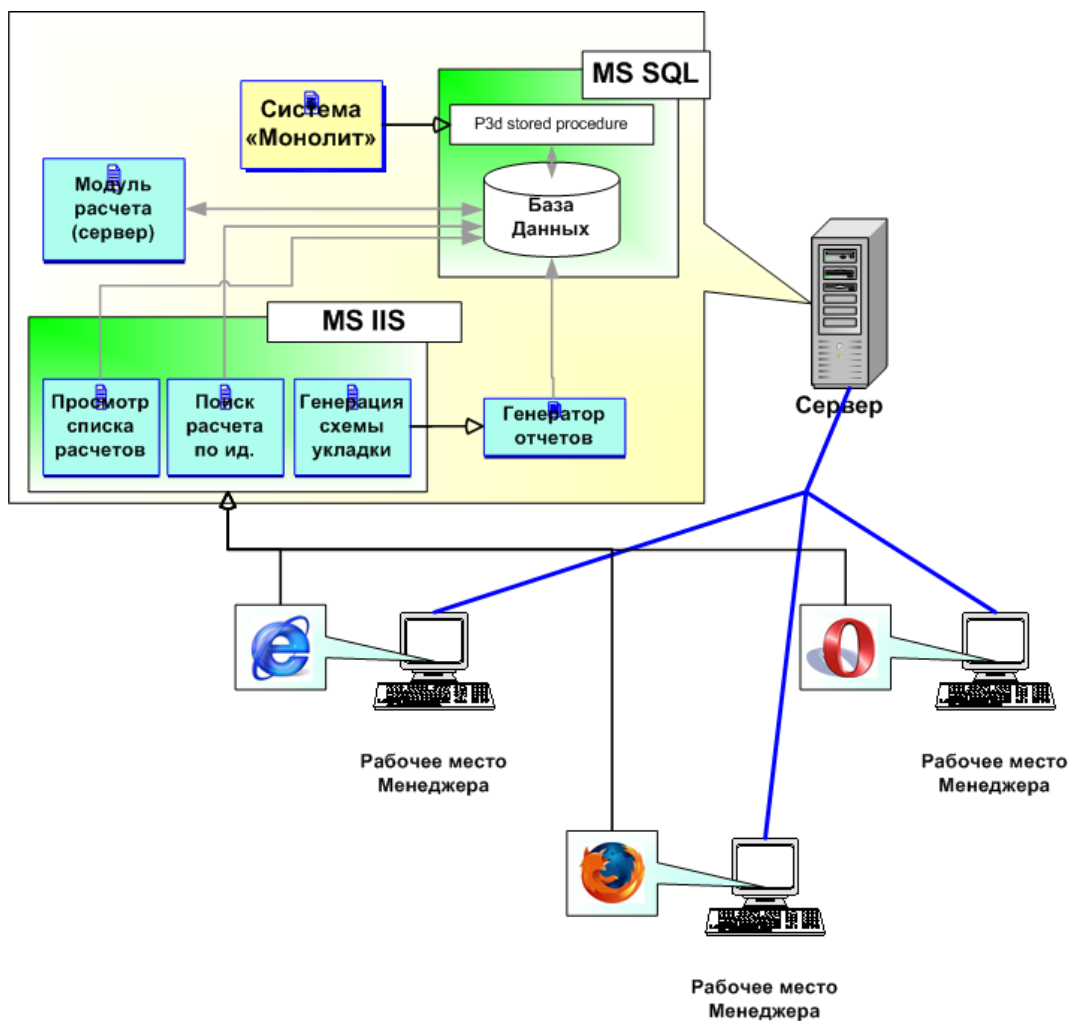 MS SQL
Система
«Монолит»
P3d stored procedure
Модуль
расчета
(сервер)
База
Данных
MS IIS
Просмотр
списка
расчетов
Поиск
расчета
по ид.
Генерация
схемы
укладки
Генератор
отчетов
Сервер
Рабочее место
Менеджера
Рабочее место
Менеджера
Рабочее место
Менеджера